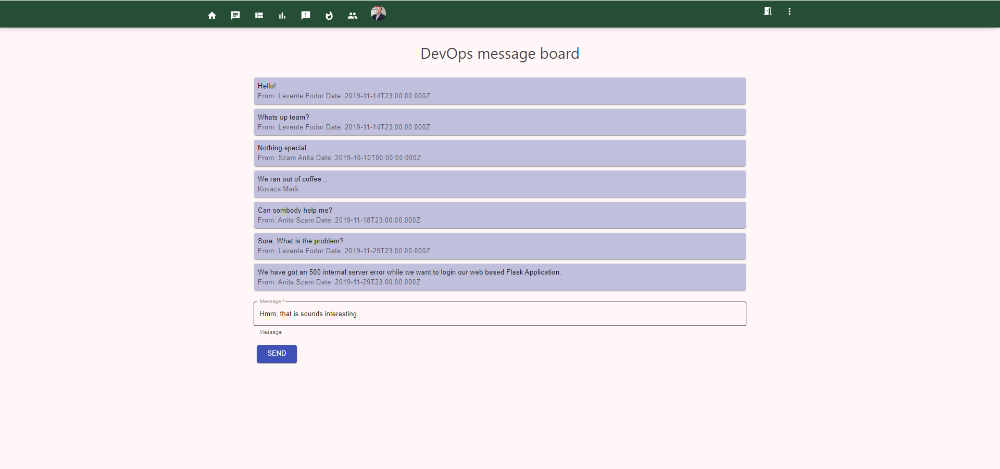 DevOps message board
Hello!
From: Levente Fodor Date: 2019-11-14T23:00:00.000Z
Whats up team?
From: Levente Fodor Date: 2019-11-14T23:00:00.000Z
Nothing special.
From: Szam Anita Date: 2019-10-10T00:00:00.000Z
We ran out of coffee...
Kovacs Mark
Can sombody help me?
From: Anita Szam Date: 2019-11-18T23:00:00.000Z
Sure. What is the problem?
From: Levente Fodor Date: 2019-11-29T23:00:00.000Z
We have got an 500 internal server error while we want to login our web based Flask Application.
From: Anita Szam Date: 2019-11-29T23:00:00.000Z
Message *
Hmm, that is sounds interesting.
Message
SEND